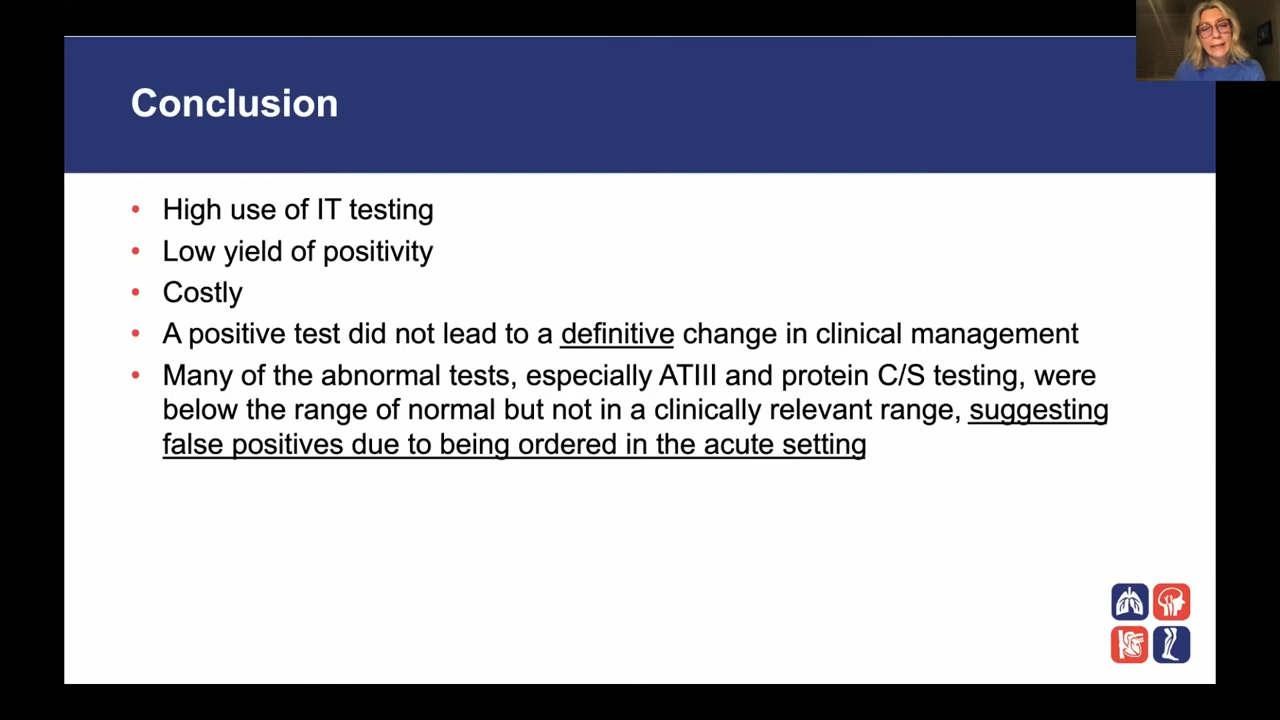 Conclusion
• High use of IT testing
• Low yield of positivity
• Costly
• A positive test did not lead to a definitive change in clinical management
• Many of the abnormal tests, especially ATIII and protein C/S testing, were
below the range of normal but not in a clinically relevant range, suggesting
false positives due to being ordered in the acute setting